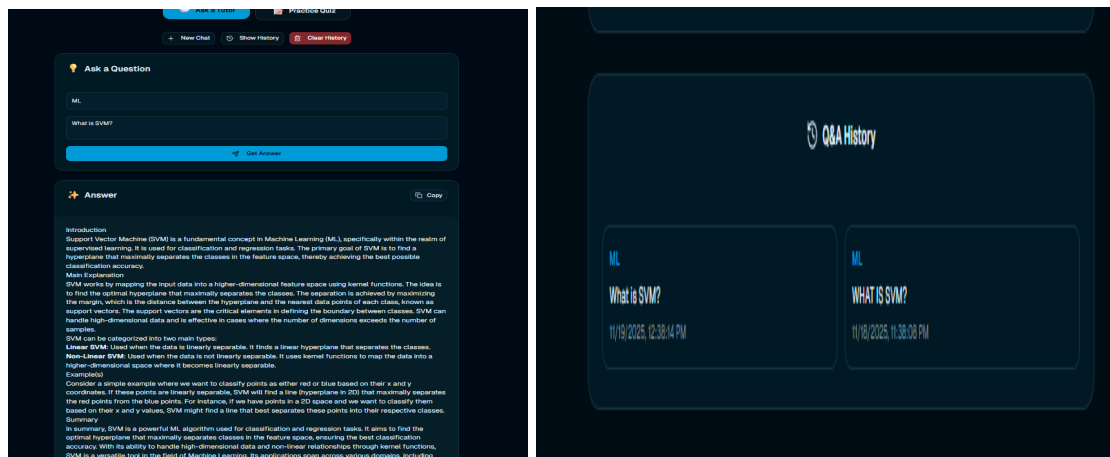 Ask a Tutor
Practice Quiz
New Chat
Show History
Clear History
Ask a Question
ML
What is SVM?
Get Answer
Answer
Copy
Introduction
Support Vector Machine (SVM) is a fundamental concept in Machine Learning (ML), specifically within the realm of
supervised learning. It is used for classification and regression tasks. The primary goal of SVM is to find a
hyperplane that maximally separates the classes in the feature space, thereby achieving the best possible
classification accuracy.
Main Explanation
SVM works by mapping the input data into a higher-dimensional feature space using kernel functions. The idea is
to find the optimal hyperplane that maximally separates the classes. The separation is achieved by maximizing
the margin, which is the distance between the hyperplane and the nearest data points of each class, known as
support vectors. The support vectors are the critical elements in defining the boundary between classes. SVM can
handle high-dimensional data and is effective in cases where the number of dimensions exceeds the number of
samples.
SVM can be categorized into two main types:
Linear SVM: Used when the data is linearly separable. It finds a linear hyperplane that separates the classes.
Non-Linear SVM: Used when the data is not linearly separable. It uses kernel functions to map the data into a
higher-dimensional space where it becomes linearly separable.
Example(s)
Consider a simple example where we want to classify points as either red or blue based on their x and y
coordinates. If these points are linearly separable, SVM will find a line (hyperplane in 2D) that maximally separates
the red points from the blue points. For instance, if we have points in a 2D space and we want to classify them
based on their x and y values, SVM might find a line that best separates these points into their respective classes.
Summary
In summary, SVM is a powerful ML algorithm used for classification and regression tasks. It aims to find the
optimal hyperplane that maximally separates classes in the feature space, ensuring the best classification
accuracy. With its ability to handle high-dimensional data and non-linear relationships through kernel functions,
SVM is a versatile tool in the field of Machine Learning. Its applications span across various domains, including
Q&A History
ML
What is SVM?
11/19/2025, 12:38:14 PM
ML
WHAT IS SVM?
11/18/2025, 11:38:08 PM